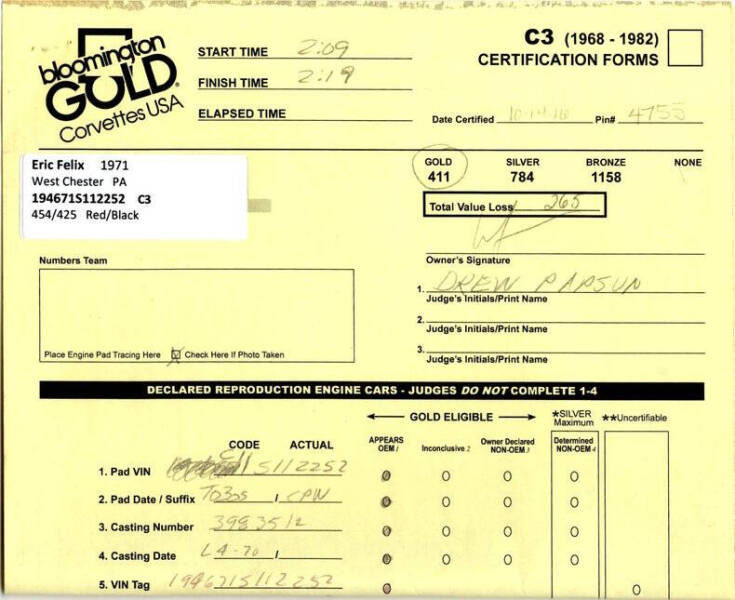 bloomington
GOLD®
Corvettes USA
START TIME 2:09
FINISH TIME 2:19
ELAPSED TIME
C3 (1968 - 1982)
CERTIFICATION FORMS
Date Certified Pin# 4755
Eric Felix 1971
West Chester PA
194671S112252 C3
454/425 Red/Black
GOLD SILVER BRONZE NONE
411 784 1158
Total Value Loss 265
Owner's Signature
Numbers Team
1. DREW PAPSUN
Judge's Initials/Print Name
2.
Judge's Initials/Print Name
3.
Judge's Initials/Print Name
Place Engine Pad Tracing Here Check Here If Photo Taken
DECLARED REPRODUCTION ENGINE CARS - JUDGES DO NOT COMPLETE 1-4
GOLD ELIGIBLE
*SILVER
Maximum
**Uncertifiable
CODE ACTUAL
APPEARS
OEM 1
Inconclusive 2
Owner Declared
NON-OEM 3
Determined
NON-OEM 4
1. Pad VIN S112252
2. Pad Date / Suffix T0305 / CPW
3. Casting Number 3983512
4. Casting Date L4-70 /
5. VIN Tag 194671S112252